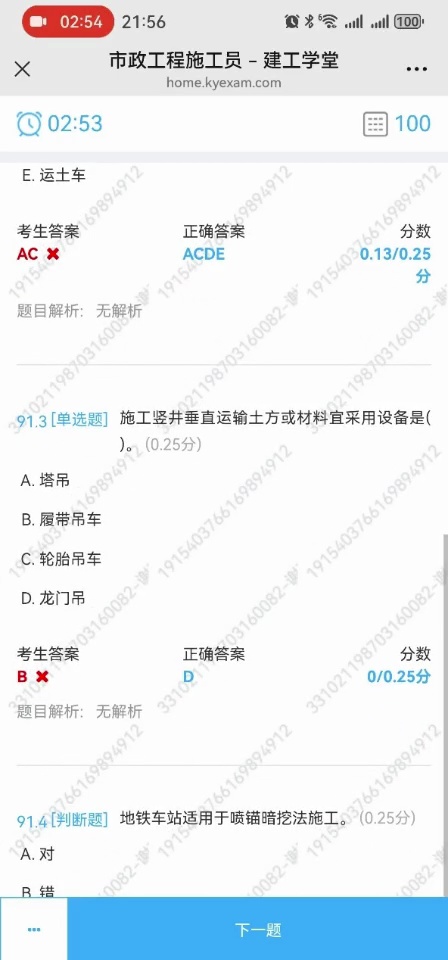 02:54 21:56 100
市政工程施工员 – 建工学堂
home.kyexam.com
02:53 100
E. 运土车
考生答案 正确答案 分数
AC ACDE 0.13/0.25
分
题目解析: 无解析
91.3 [单选题] 施工竖井垂直运输土方或材料宜采用设备是(
)。 (0.25分)
A. 塔吊
B. 履带吊车
C. 轮胎吊车
D. 龙门吊
考生答案 正确答案 分数
B D 0/0.25分
题目解析: 无解析
91.4 [判断题] 地铁车站适用于喷锚暗挖法施工。 (0.25分)
A. 对
B. 错
下一题